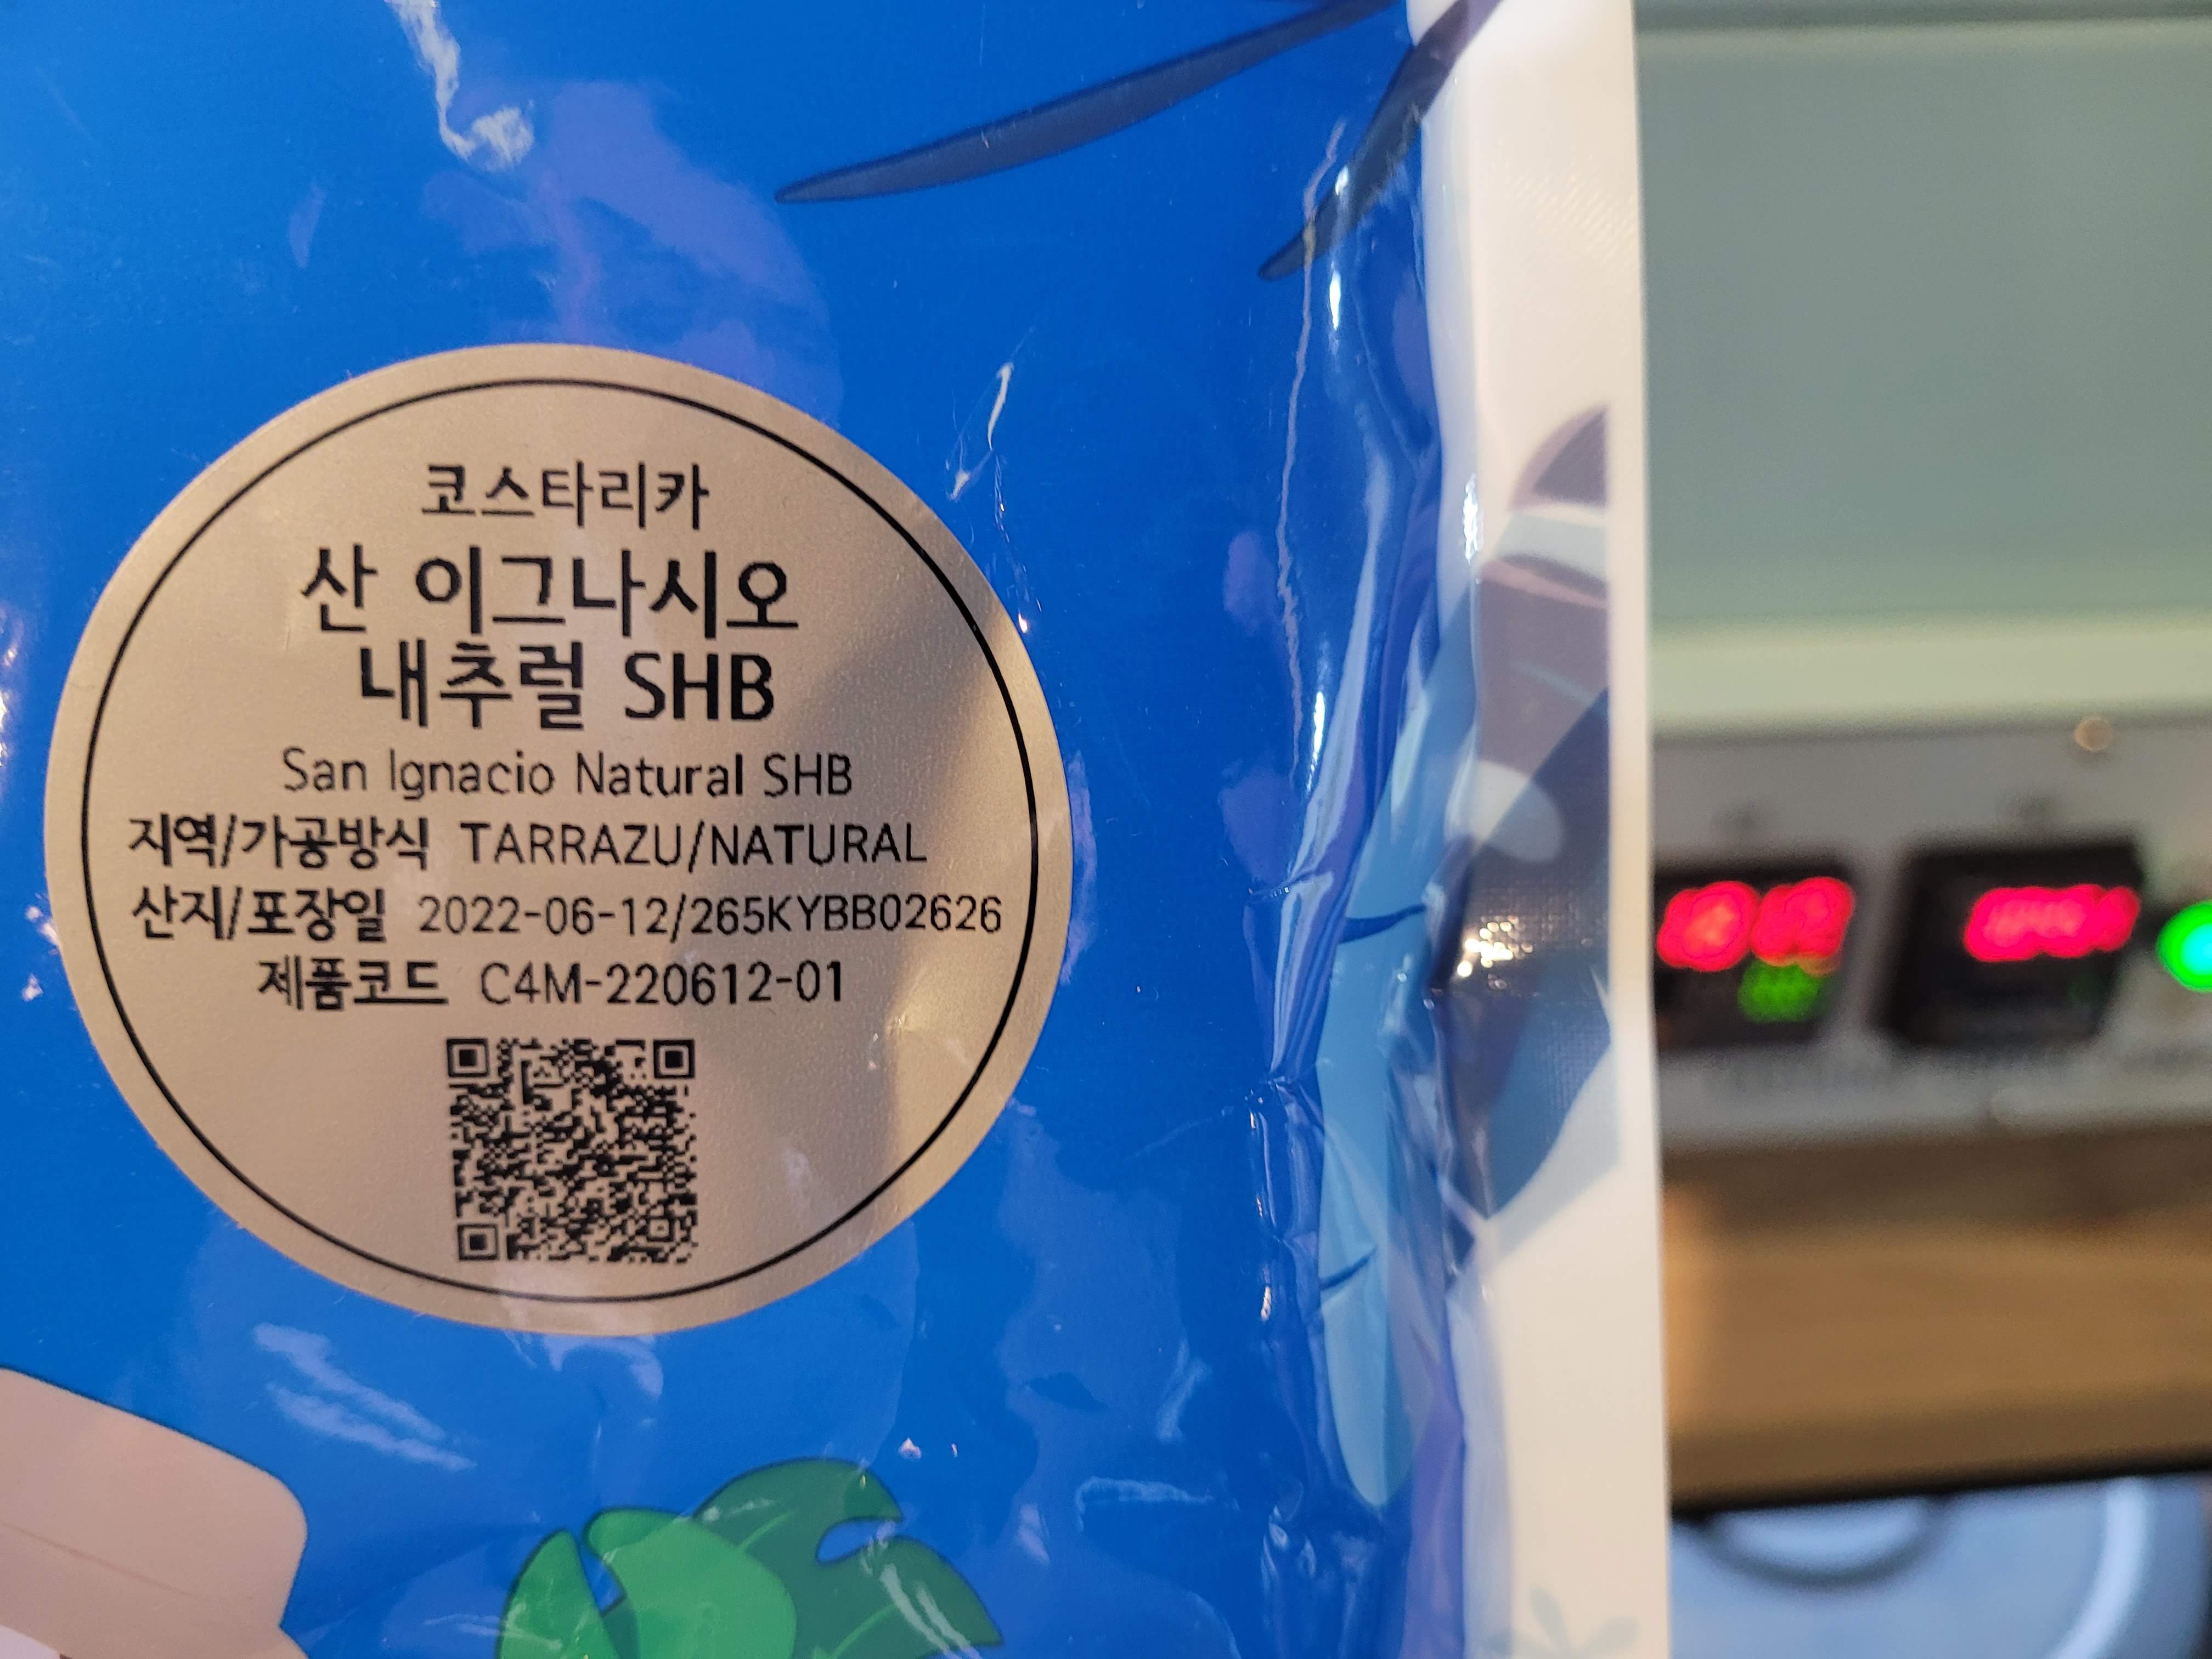 코스타리카
산 이그나시오
내추럴 SHB
San Ignacio Natural SHB
지역/가공방식 TARRAZU/NATURAL
산지/포장일 2022-06-12/265KYBB02626
제품코드 C4M-220612-01